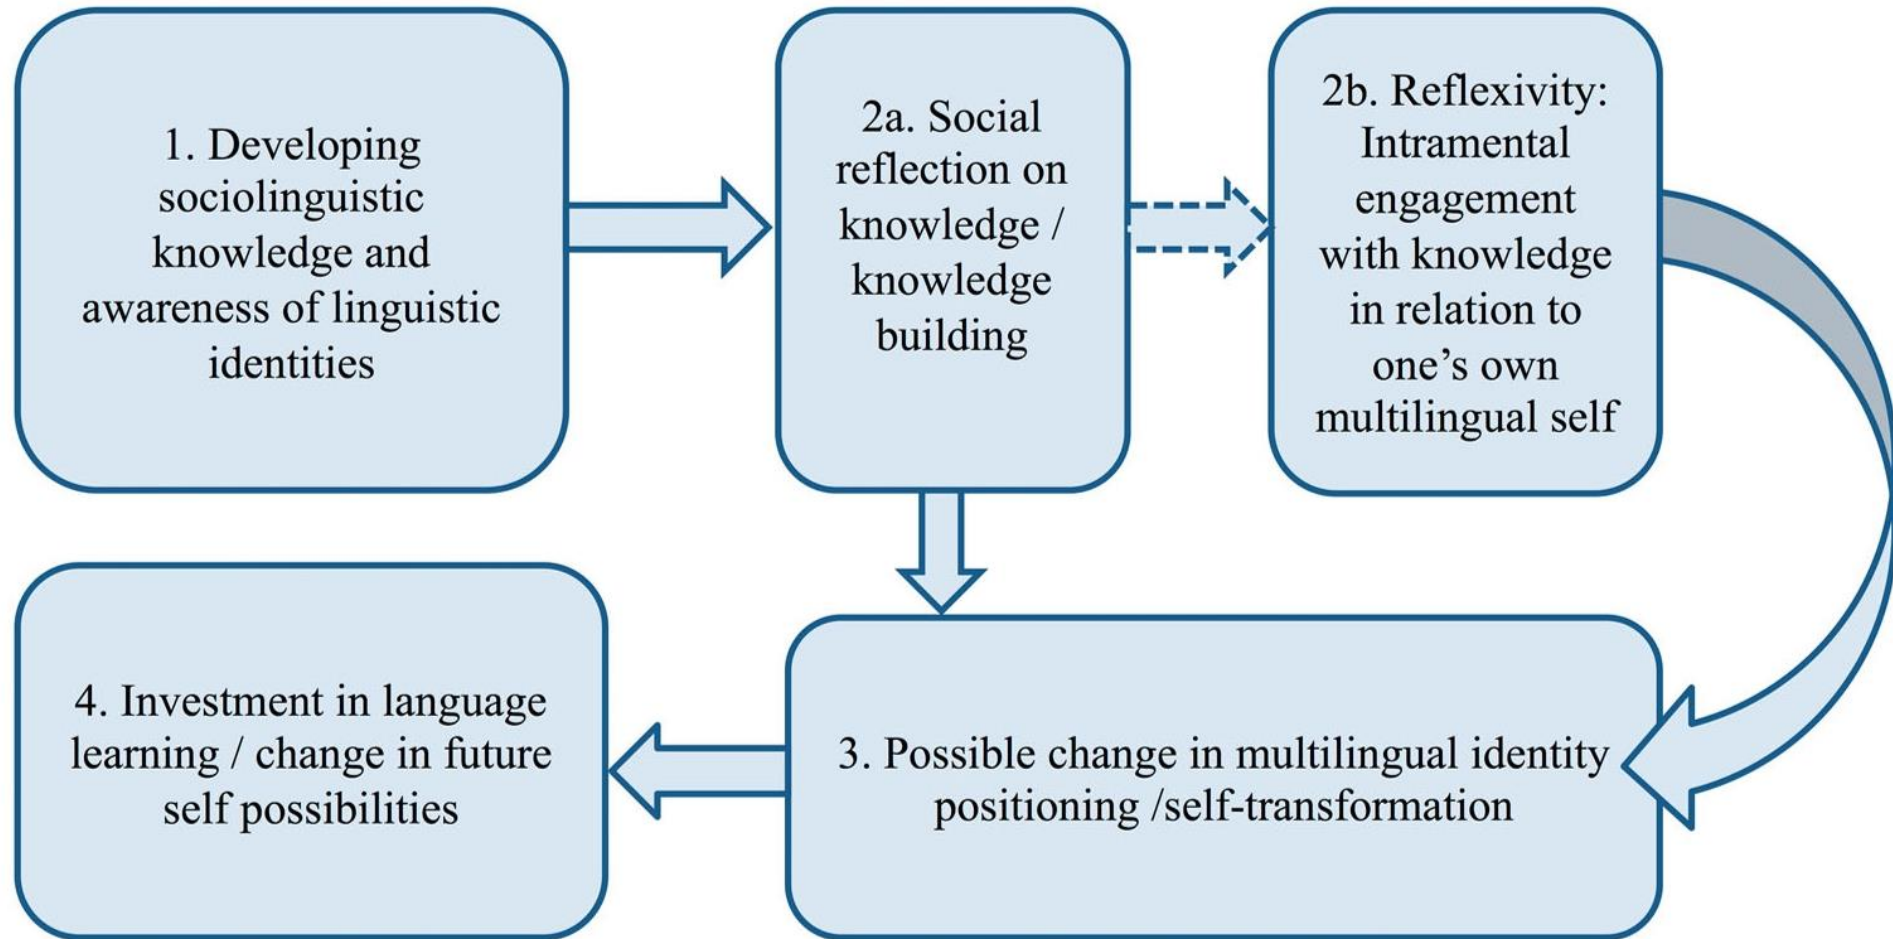 1. Developing
sociolinguistic
knowledge and
awareness of linguistic
identities
2a. Social
reflection on
knowledge /
knowledge
building
2b. Reflexivity:
Intramental
engagement
with knowledge
in relation to
one’s own
multilingual self
3. Possible change in multilingual identity
positioning /self-transformation
4. Investment in language
learning / change in future
self possibilities